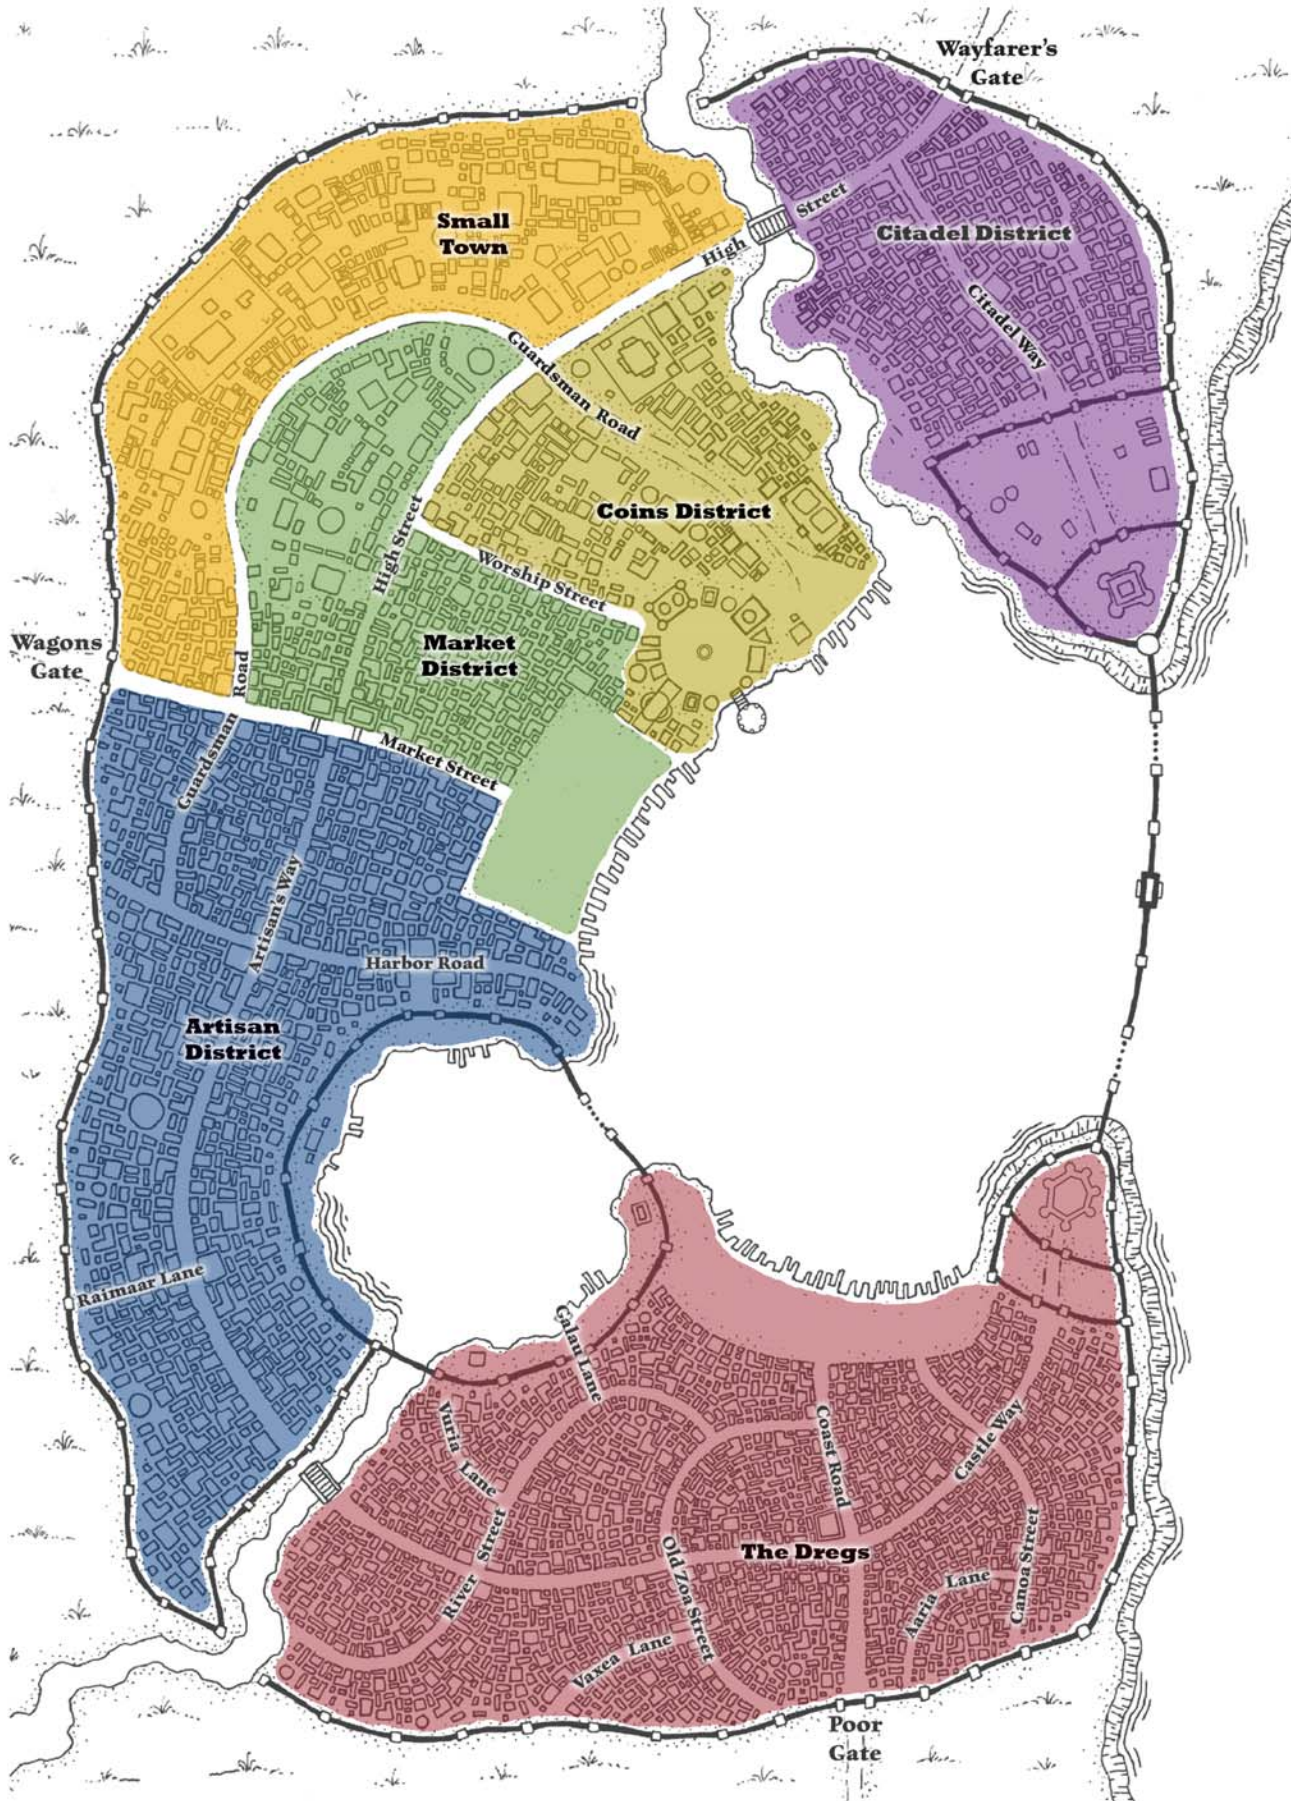 Wayfarer's
Gate
Street
Small
Town
Citadel District
High
Citadel Way
Guardsman Road
Coins District
High Street
Worship Street
Market
District
Wagons
Gate
Road
Guardsman
Market Street
Artisan's Way
Harbor Road
Artisan
District
Raimaar Lane
Galau Lane
Vuria Lane
Coast Road
Castle Way
River Street
The Dregs
Old Zoa Street
Canoa Street
Aaria Lane
Vaxea Lane
Poor
Gate